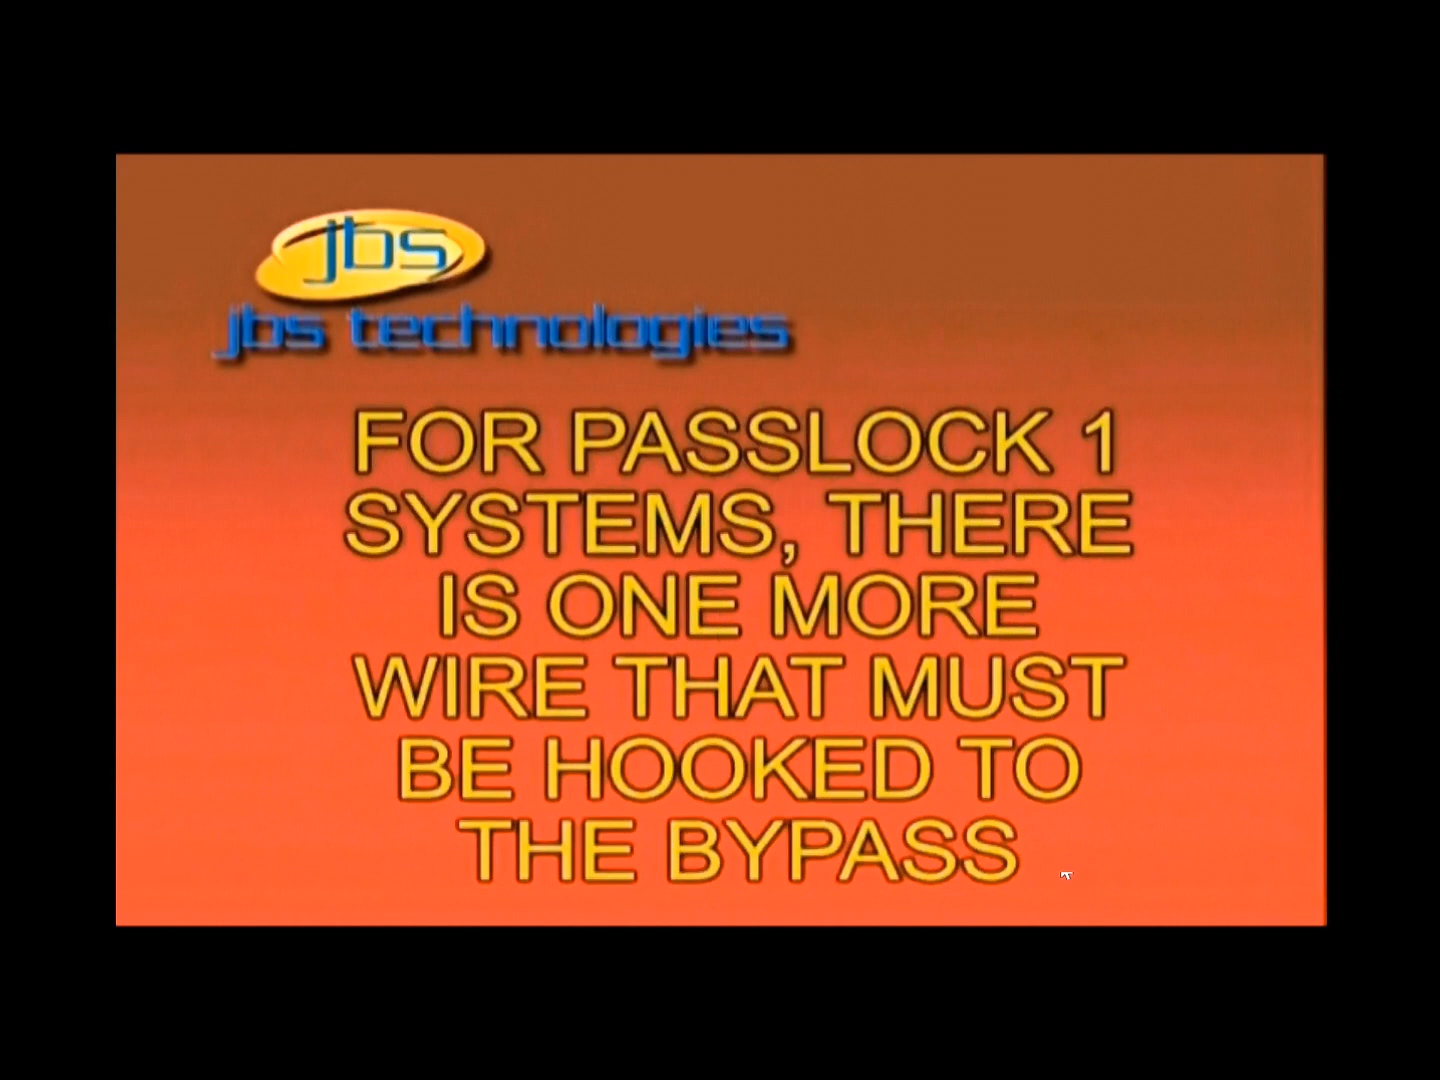 jbs
jbs technologies
FOR PASSLOCK 1
SYSTEMS, THERE
IS ONE MORE
WIRE THAT MUST
BE HOOKED TO
THE BYPASS